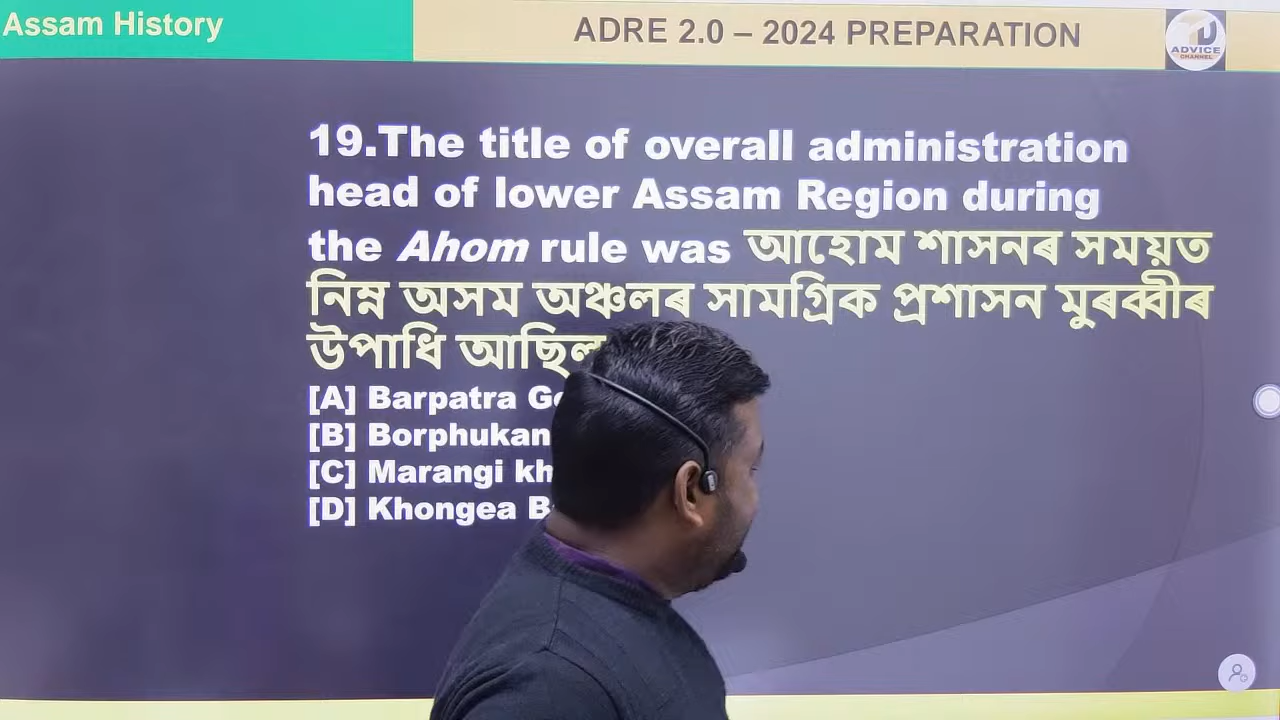 Assam History
ADRE 2.0 – 2024 PREPARATION
ADVICE
CHANNEL
19.The title of overall administration
head of lower Assam Region during
the Ahom rule was আহোম শাসনৰ সময়ত
নিম্ন অসম অঞ্চলৰ সামগ্ৰিক প্ৰশাসন মুৰব্বীৰ
উপাধি আছিল
[A] Barpatra
[B] Borphukan
[C] Marangi
[D] Khongea